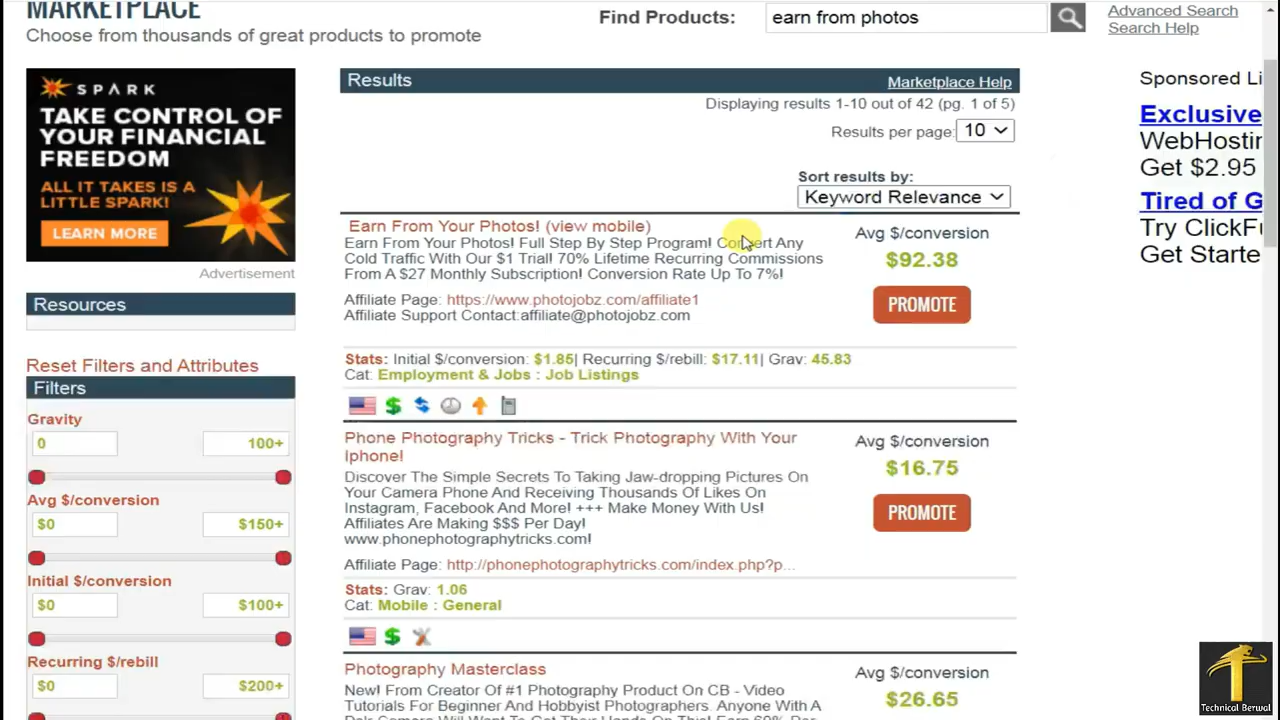 MARKETPLACE
Find Products:
earn from photos
Advanced Search
Search Help
Choose from thousands of great products to promote
SPARK
TAKE CONTROL OF
YOUR FINANCIAL
FREEDOM
ALL IT TAKES IS A
LITTLE SPARK!
LEARN MORE
Advertisement
Resources
Reset Filters and Attributes
Filters
Gravity
0
100+
Avg $/conversion
$0
$150+
Initial $/conversion
$0
$100+
Recurring $/rebill
$0
$200+
Results
Marketplace Help
Displaying results 1-10 out of 42 (pg. 1 of 5)
Results per page: 10
Sort results by:
Keyword Relevance
Earn From Your Photos! (view mobile)
Earn From Your Photos! Full Step By Step Program! Convert Any
Cold Traffic With Our $1 Trial! 70% Lifetime Recurring Commissions
From A $27 Monthly Subscription! Conversion Rate Up To 7%!
Affiliate Page: https://www.photojobz.com/affiliate1
Affiliate Support Contact:affiliate@photojobz.com
Avg $/conversion
$92.38
PROMOTE
Stats: Initial $/conversion: $1.85| Recurring $/rebill: $17.11| Grav: 45.83
Cat: Employment & Jobs : Job Listings
Phone Photography Tricks - Trick Photography With Your
Iphone!
Discover The Simple Secrets To Taking Jaw-dropping Pictures On
Your Camera Phone And Receiving Thousands Of Likes On
Instagram, Facebook And More! +++ Make Money With Us!
Affiliates Are Making $$$ Per Day!
www.phonephotographytricks.com!
Affiliate Page: http://phonephotographytricks.com/index.php?p...
Avg $/conversion
$16.75
PROMOTE
Stats: Grav: 1.06
Cat: Mobile : General
Photography Masterclass
New! From Creator Of #1 Photography Product On CB - Video
Tutorials For Beginner And Hobbyist Photographers. Anyone With A
Avg $/conversion
$26.65
Sponsored Li
Exclusive
WebHostin
Get $2.95
Tired of G
Try ClickFu
Get Starte
Technical Berwal